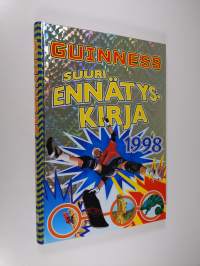 GUINNESS
SUURI
ENNÄTYS-
KIRJA
1998